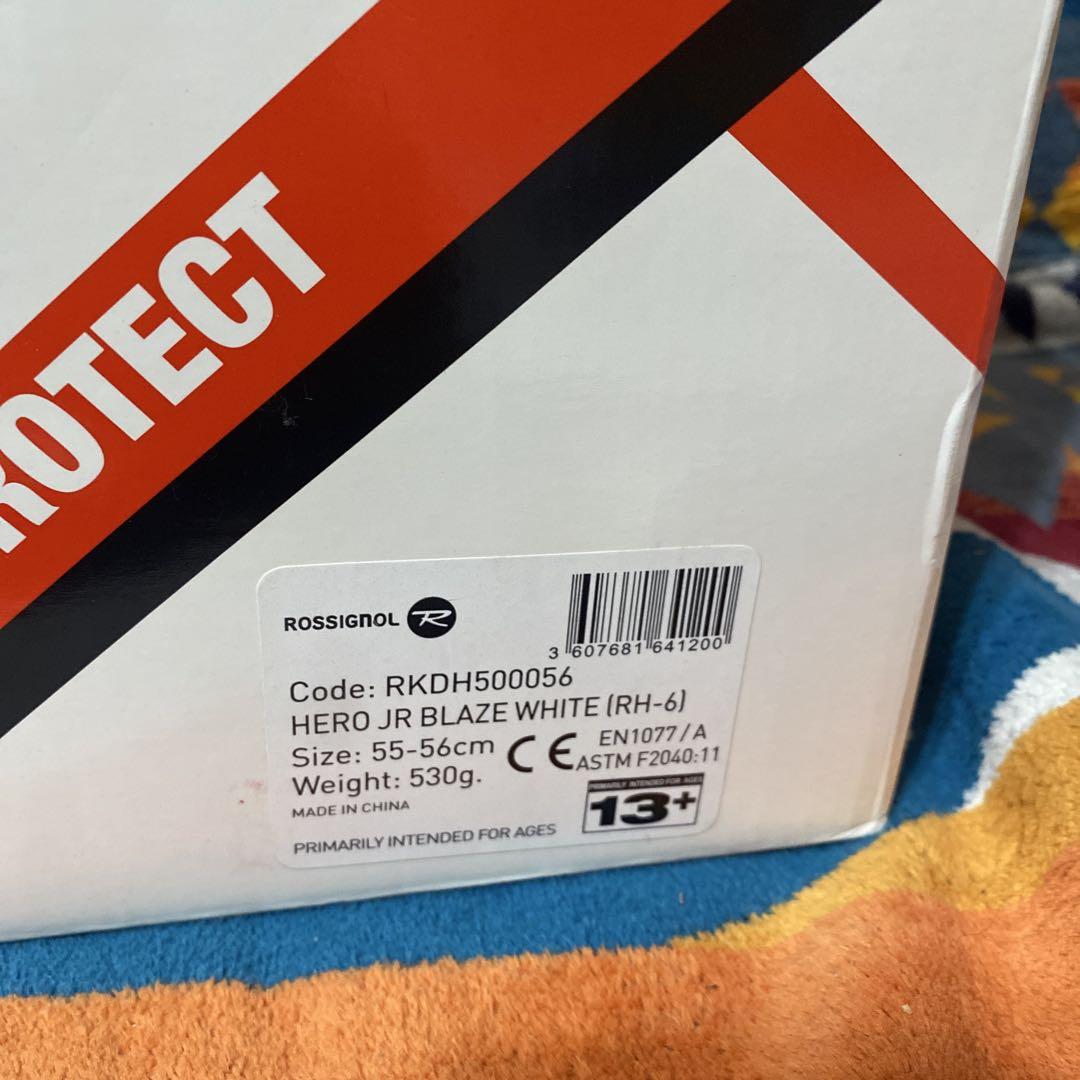 ROTECT
ROSSIGNOL R
3 607681 641200
Code: RKDH500056
HERO JR BLAZE WHITE (RH-6)
Size: 55-56cm CE EN1077/A
ASTM F2040:11
Weight: 530g.
MADE IN CHINA
PRIMARILY INTENDED FOR AGES
PRIMARILY INTENDED FOR AGES
13+